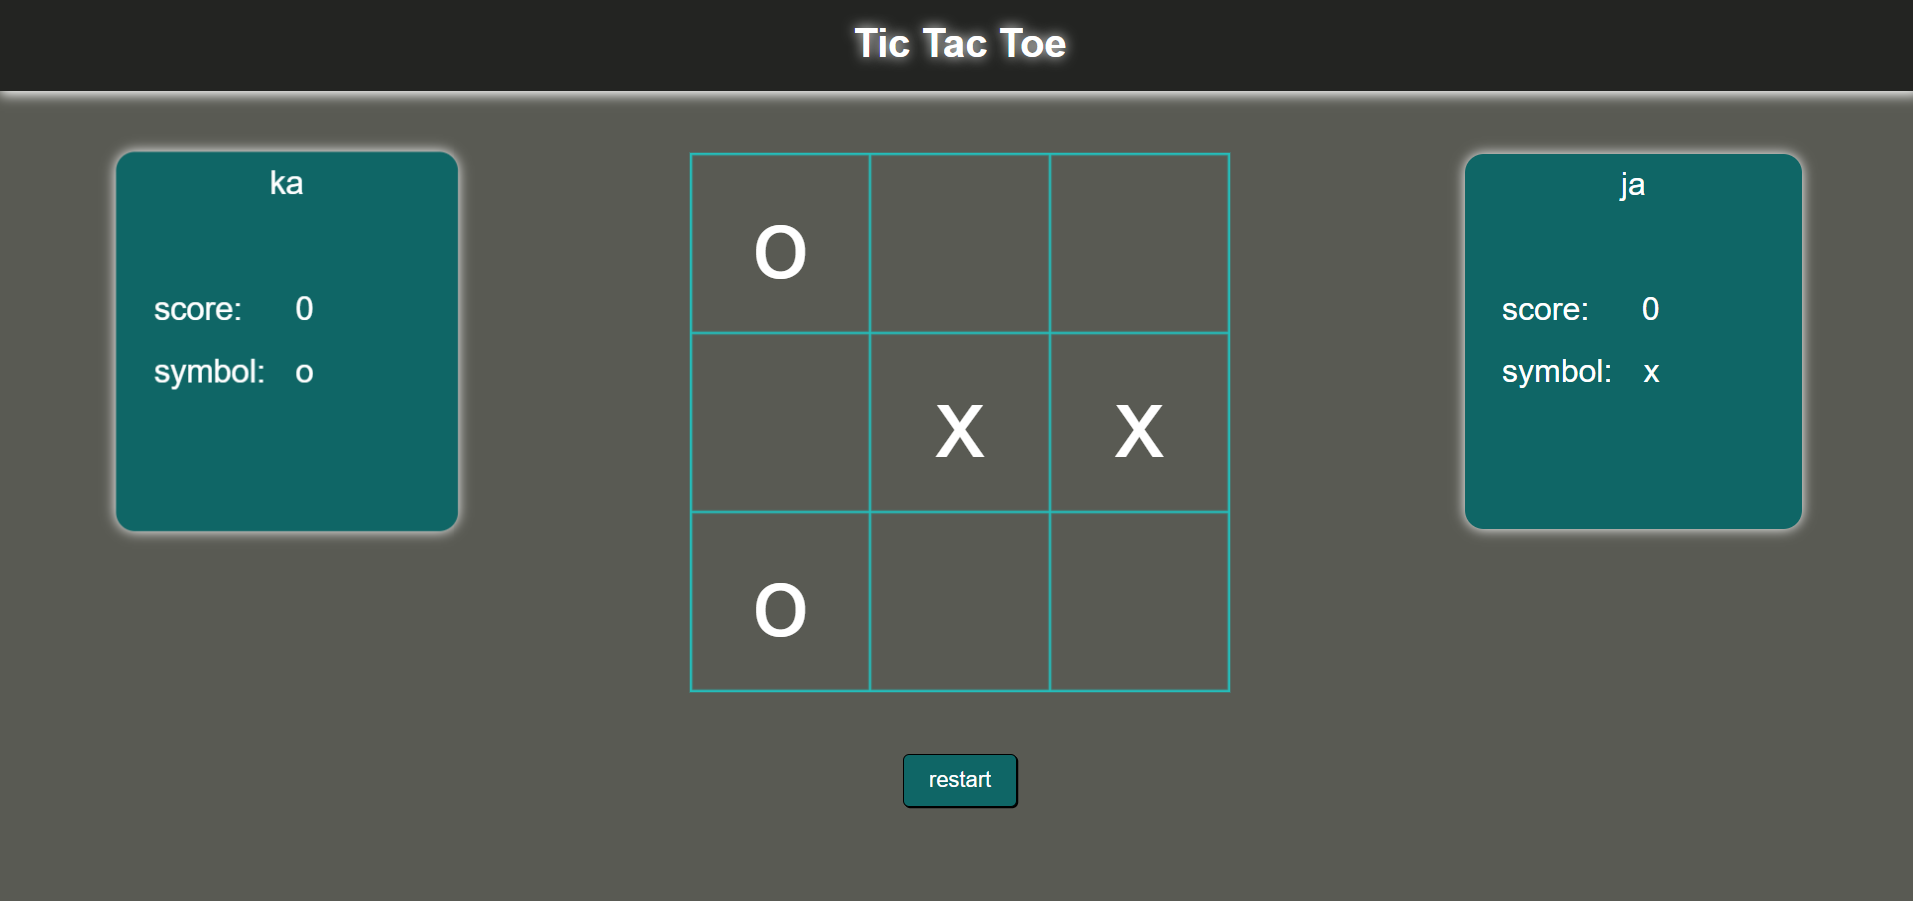 Tic Tac Toe
ka
score: 0
symbol: o
O
X X
O
ja
score: 0
symbol: x
restart